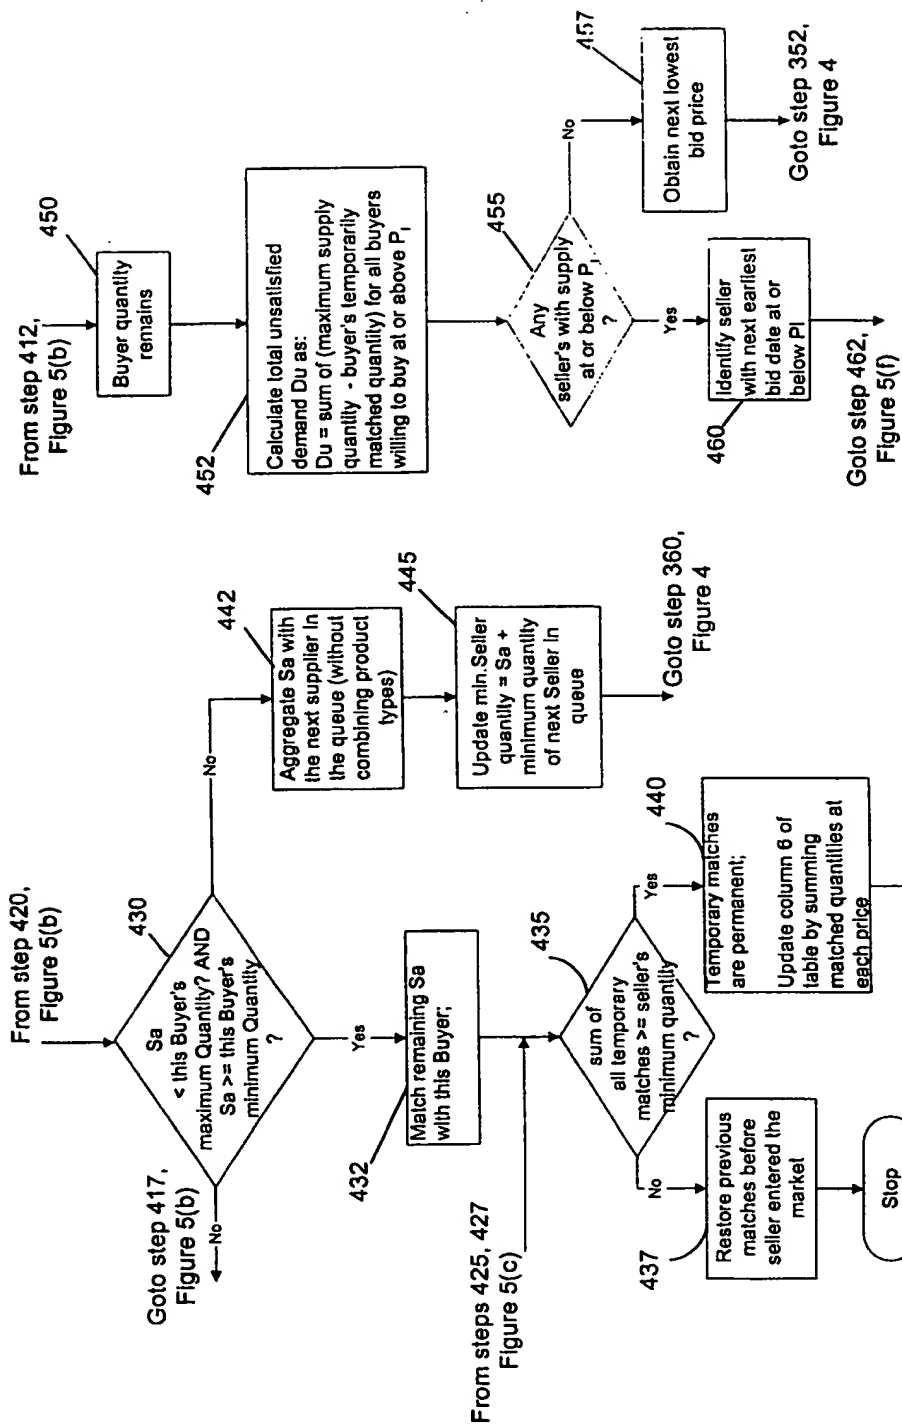 From step 420,
Figure 5(b)
430
Sa
< this Buyer's
maximum Quantity? AND
Sa >= this Buyer's
minimum Quantity
?
No
Goto step 417,
Figure 5(b)
No
442
Aggregate Sa with
the next supplier in
the queue (without
combining product
types)
445
Update min.Seller
quantity = Sa +
minimum quantity
of next Seller in
queue
Goto step 360,
Figure 4
Yes
432
Match remaining Sa
with this Buyer;
From steps 425, 427
Figure 5(c)
435
sum of
all temporary
matches >= seller's
minimum quantity
?
No
437
Restore previous
matches before
seller entered the
market
Stop
Yes
440
Temporary matches
are permanent;
Update column 6 of
table by summing
matched quantities at
each price
From step 412,
Figure 5(b)
450
Buyer quantity
remains
452
Calculate total unsatisfied
demand Du as:
Du = sum of (maximum supply
quantity - buyer's temporarily
matched quantity) for all buyers
willing to buy at or above PI
455
Any
seller's with supply
at or below PI
?
No
457
Obtain next lowest
bid price
Goto step 352,
Figure 4
Yes
460
Identify seller
with next earliest
bid date at or
below PI
Goto step 462,
Figure 5(f)